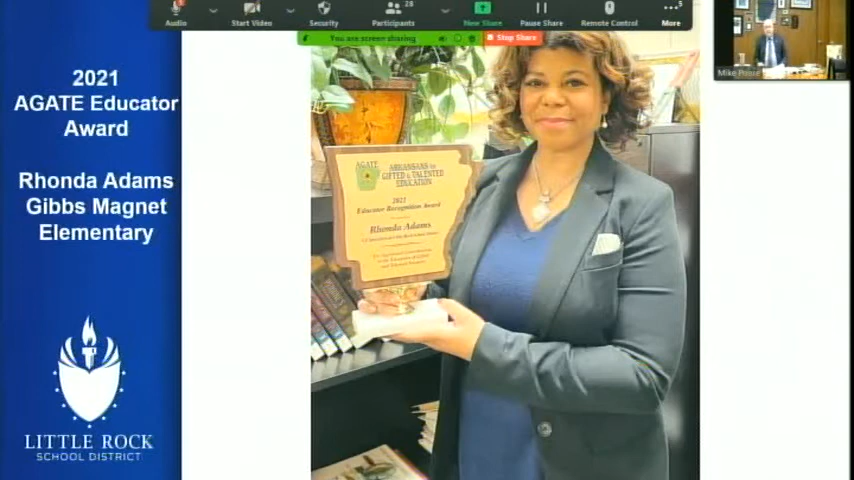 Audio
Start Video
Security
Participants
28
New Share
Pause Share
Remote Control
More
5
You are screen sharing
Stop Share
Mike Poore
2021
AGATE Educator
Award
Rhonda Adams
Gibbs Magnet
Elementary
LITTLE ROCK
SCHOOL DISTRICT
AGATE
ARKANSANS for
GIFTED & TALENTED
EDUCATION
2021
Educator Recognition Award
Rhonda Adams